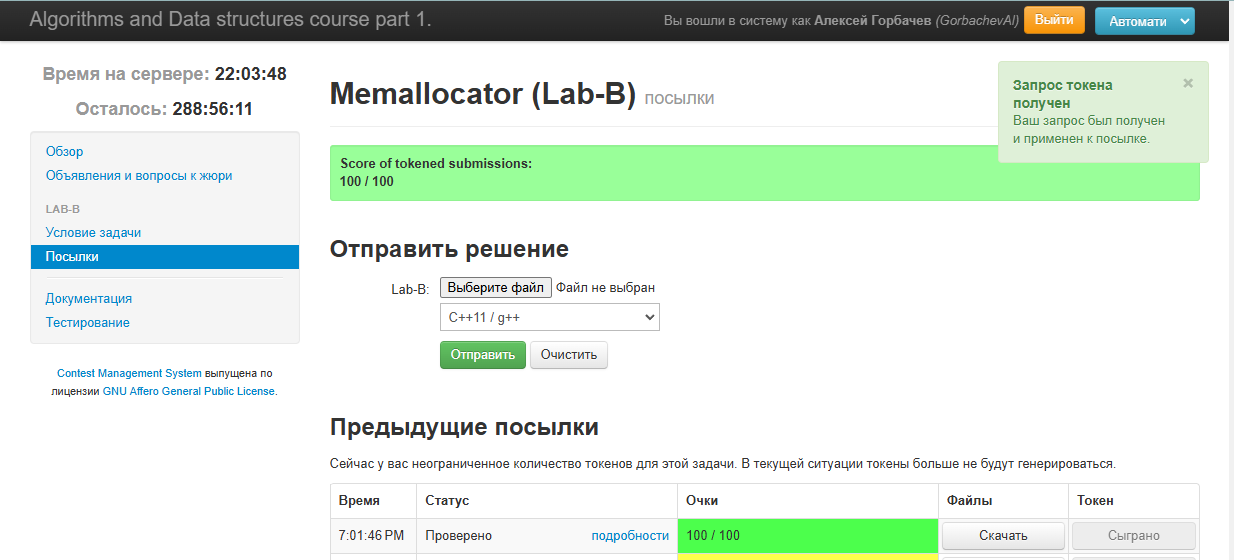 Algorithms and Data structures course part 1.
Вы вошли в систему как Алексей Горбачев (GorbachevAl) Выйти Автомати
Время на сервере: 22:03:48
Осталось: 288:56:11
Обзор
Объявления и вопросы к жюри
LAB-B
Условие задачи
Посылки
Документация
Тестирование
Contest Management System выпущена по
лицензии GNU Affero General Public License.
Memallocator (Lab-B) посылки
Запрос токена
получен
Ваш запрос был получен
и применен к посылке.
×
Score of tokened submissions:
100 / 100
Отправить решение
Lab-B: Выберите файл Файл не выбран
C++11 / g++
Отправить Очистить
Предыдущие посылки
Сейчас у вас неограниченное количество токенов для этой задачи. В текущей ситуации токены больше не будут генерироваться.
Время Статус Очки Файлы Токен
7:01:46 PM Проверено подробности 100 / 100 Скачать Сыграно